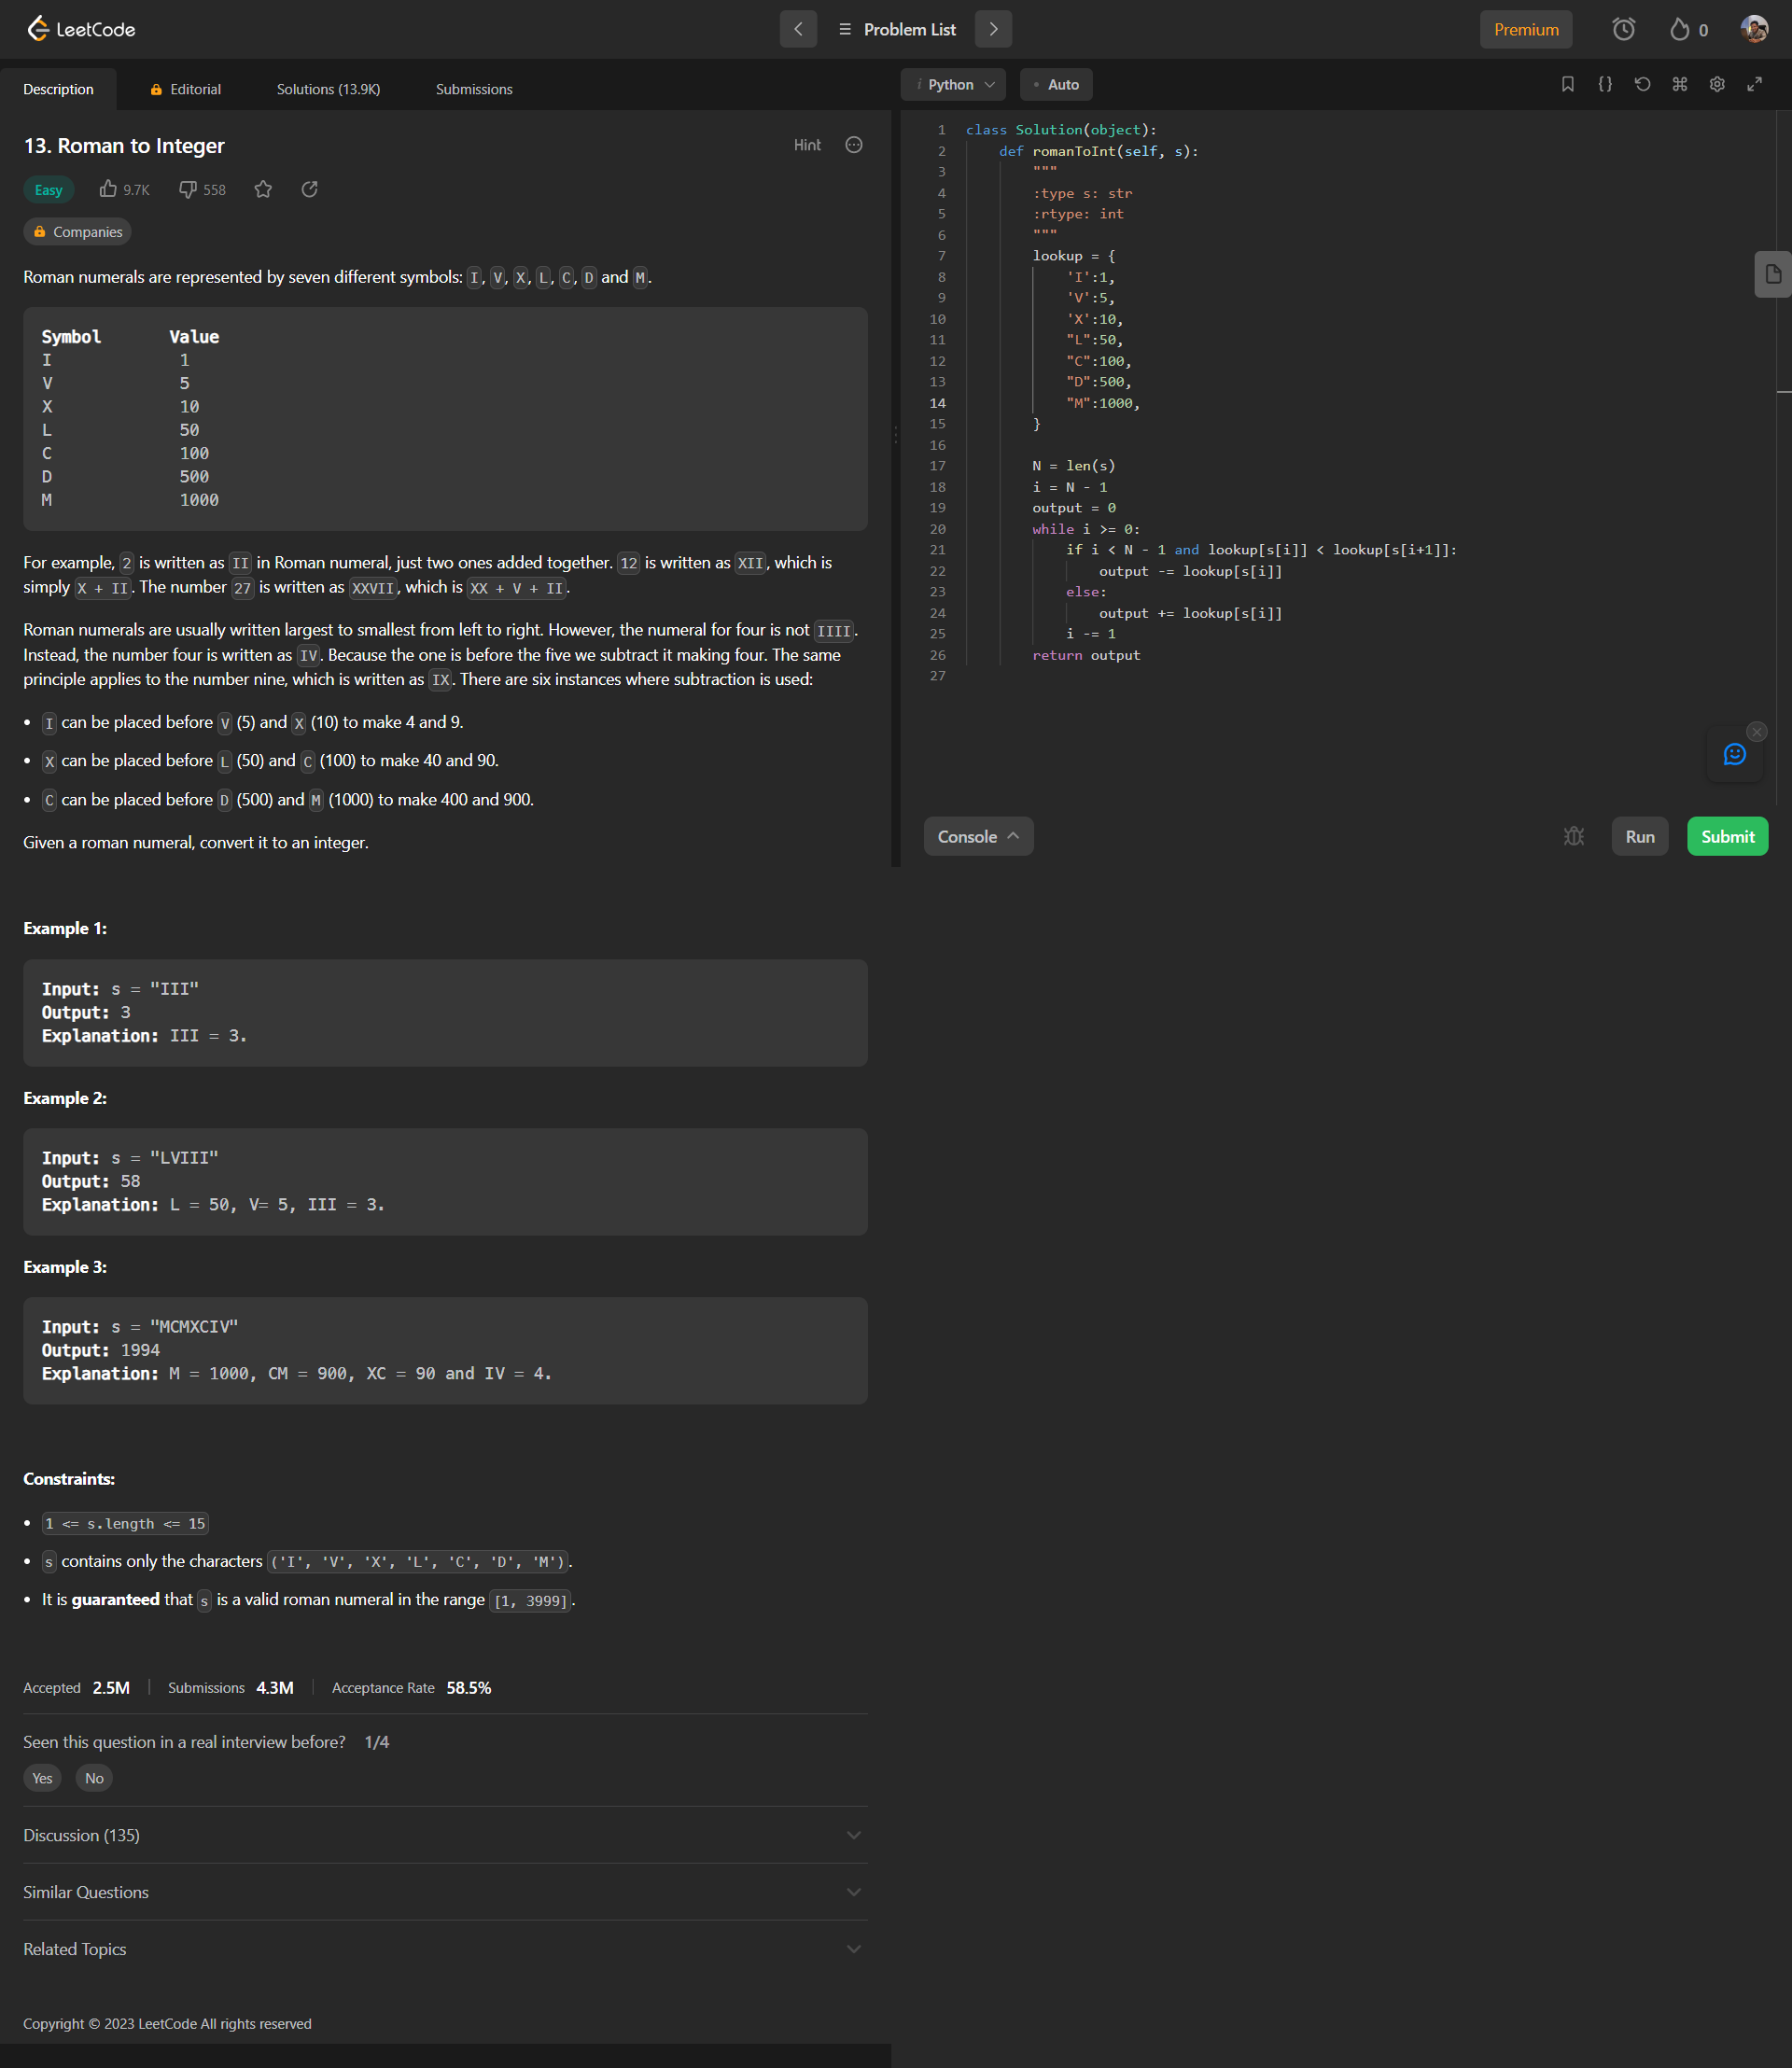 LeetCode
Problem List
Premium
0
Description
Editorial
Solutions (13.9K)
Submissions
13. Roman to Integer
Hint
Easy
9.7K
558
Companies
Roman numerals are represented by seven different symbols: I, V, X, L, C, D and M.
Symbol Value
I 1
V 5
X 10
L 50
C 100
D 500
M 1000
For example, 2 is written as II in Roman numeral, just two ones added together. 12 is written as XII, which is
simply X + II. The number 27 is written as XXVII, which is XX + V + II.
Roman numerals are usually written largest to smallest from left to right. However, the numeral for four is not IIII.
Instead, the number four is written as IV. Because the one is before the five we subtract it making four. The same
principle applies to the number nine, which is written as IX. There are six instances where subtraction is used:
• I can be placed before V (5) and X (10) to make 4 and 9.
• X can be placed before L (50) and C (100) to make 40 and 90.
• C can be placed before D (500) and M (1000) to make 400 and 900.
Given a roman numeral, convert it to an integer.
Example 1:
Input: s = "III"
Output: 3
Explanation: III = 3.
Example 2:
Input: s = "LVIII"
Output: 58
Explanation: L = 50, V= 5, III = 3.
Example 3:
Input: s = "MCMXCIV"
Output: 1994
Explanation: M = 1000, CM = 900, XC = 90 and IV = 4.
Constraints:
• 1 <= s.length <= 15
• s contains only the characters ('I', 'V', 'X', 'L', 'C', 'D', 'M').
• It is guaranteed that s is a valid roman numeral in the range [1, 3999].
Accepted 2.5M
Submissions 4.3M
Acceptance Rate 58.5%
Seen this question in a real interview before? 1/4
Yes
No
Discussion (135)
Similar Questions
Related Topics
Copyright © 2023 LeetCode All rights reserved
i Python
Auto
1 class Solution(object):
2     def romanToInt(self, s):
3         """
4         :type s: str
5         :rtype: int
6         """
7         lookup = {
8             'I':1,
9             'V':5,
10             'X':10,
11             "L":50,
12             "C":100,
13             "D":500,
14             "M":1000,
15         }
16
17         N = len(s)
18         i = N - 1
19         output = 0
20         while i >= 0:
21             if i < N - 1 and lookup[s[i]] < lookup[s[i+1]]:
22                 output -= lookup[s[i]]
23             else:
24                 output += lookup[s[i]]
25             i -= 1
26         return output
27
Console
Run
Submit